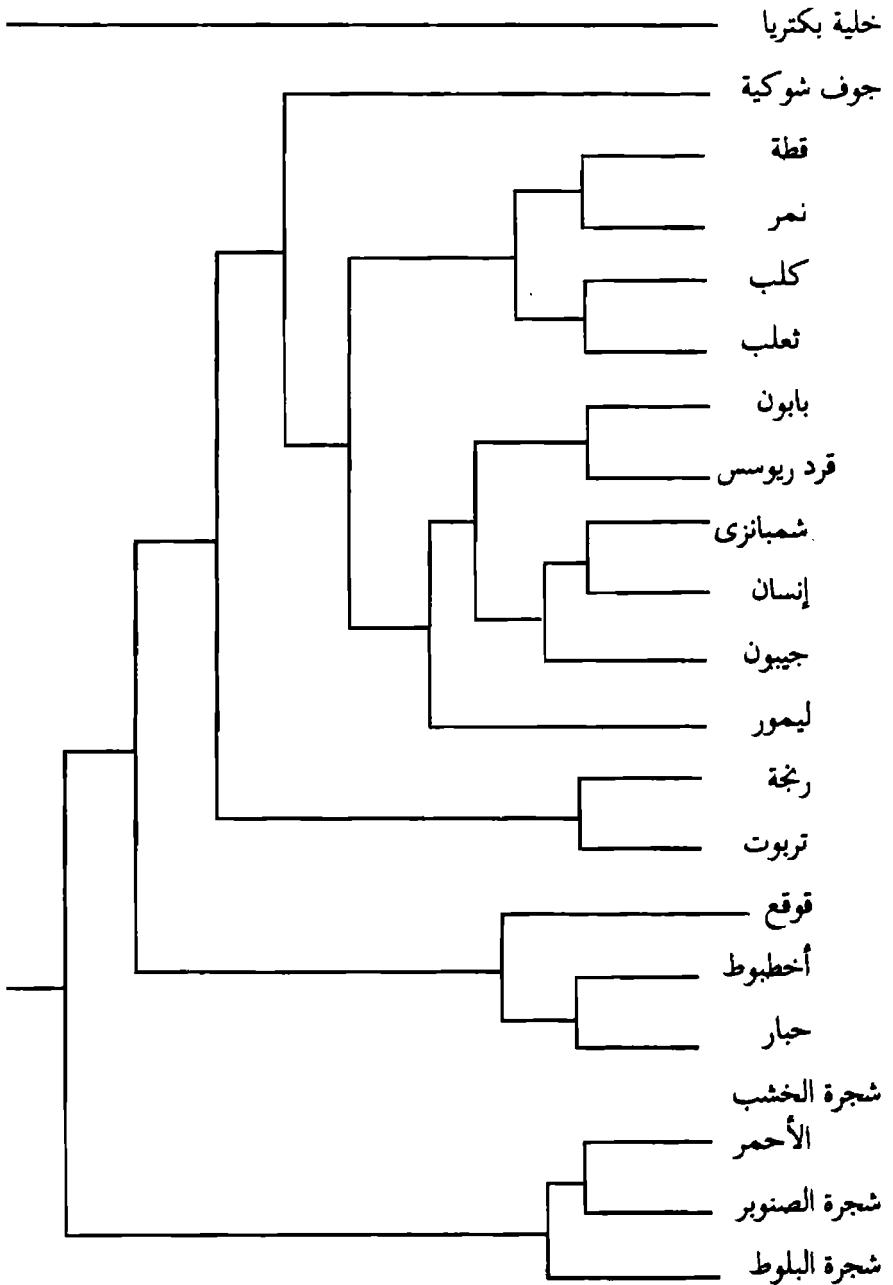 خلية بكتريا
جوف شوكية
قطة
نمر
كلب
ثعلب
بابون
قرد ريوسس
شمبانزى
إنسان
جيبون
ليمور
رنجة
تربوت
قوقع
أخطبوط
حبار
شجرة الخشب
الأحمر
شجرة الصنوبر
شجرة البلوط